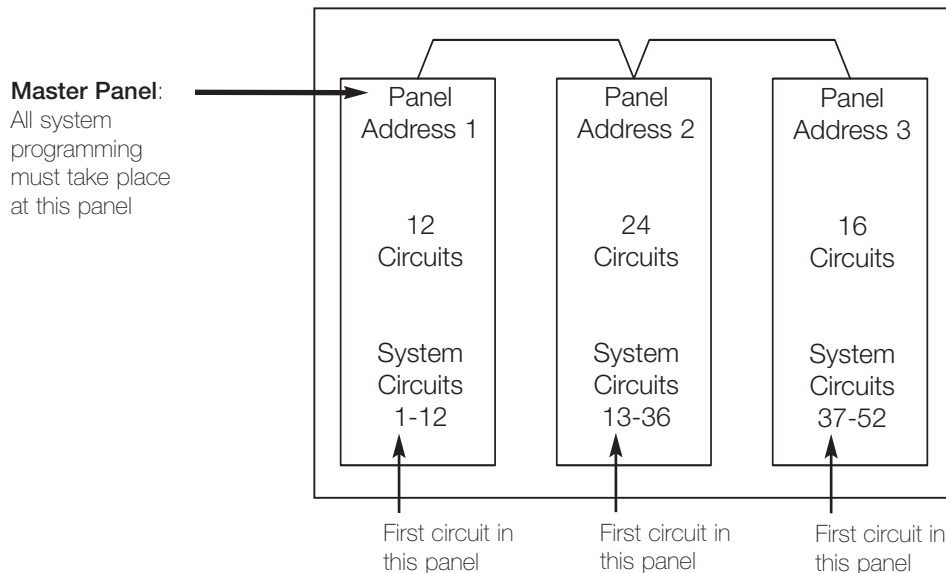 Master Panel:
All system
programming
must take place
at this panel
Panel
Address 1
12
Circuits
System
Circuits
1-12
Panel
Address 2
24
Circuits
System
Circuits
13-36
Panel
Address 3
16
Circuits
System
Circuits
37-52
First circuit in
this panel
First circuit in
this panel
First circuit in
this panel